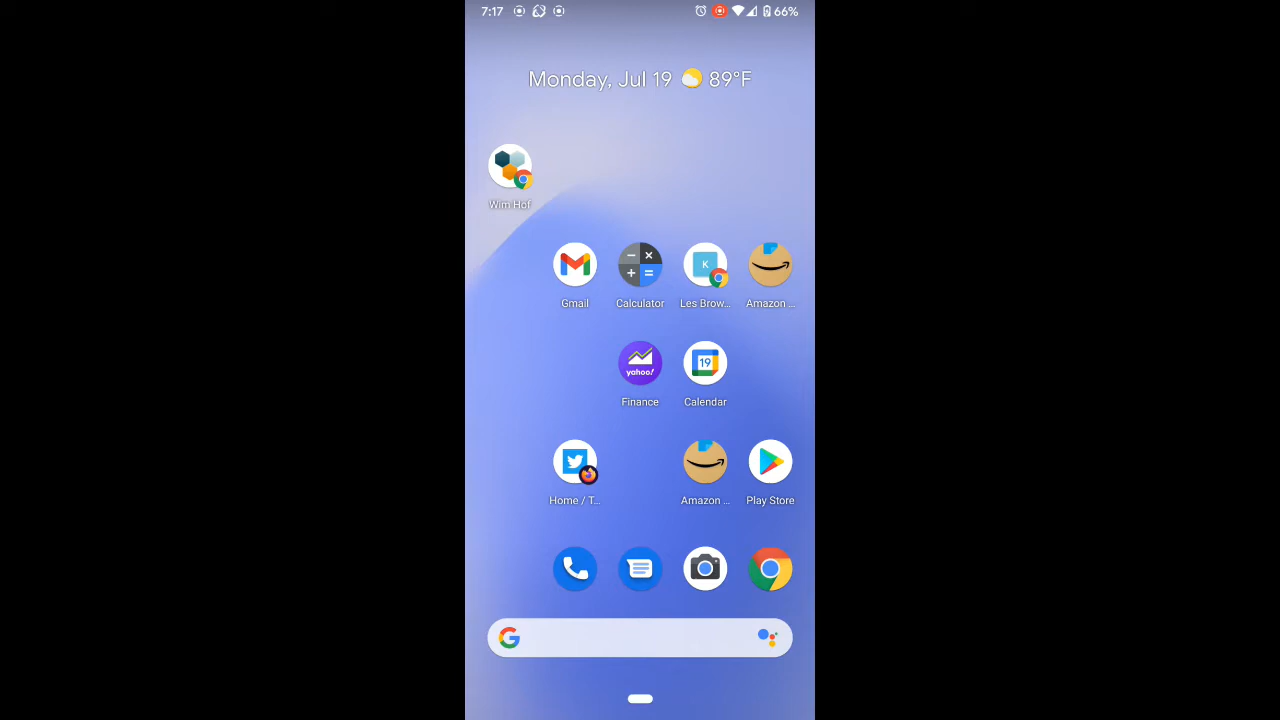 7:17 66%
Monday, Jul 19 89°F
Wim Hof
K
Gmail Calculator Les Brow... Amazon ...
yahoo! 19
Finance Calendar
Home / T... Amazon ... Play Store